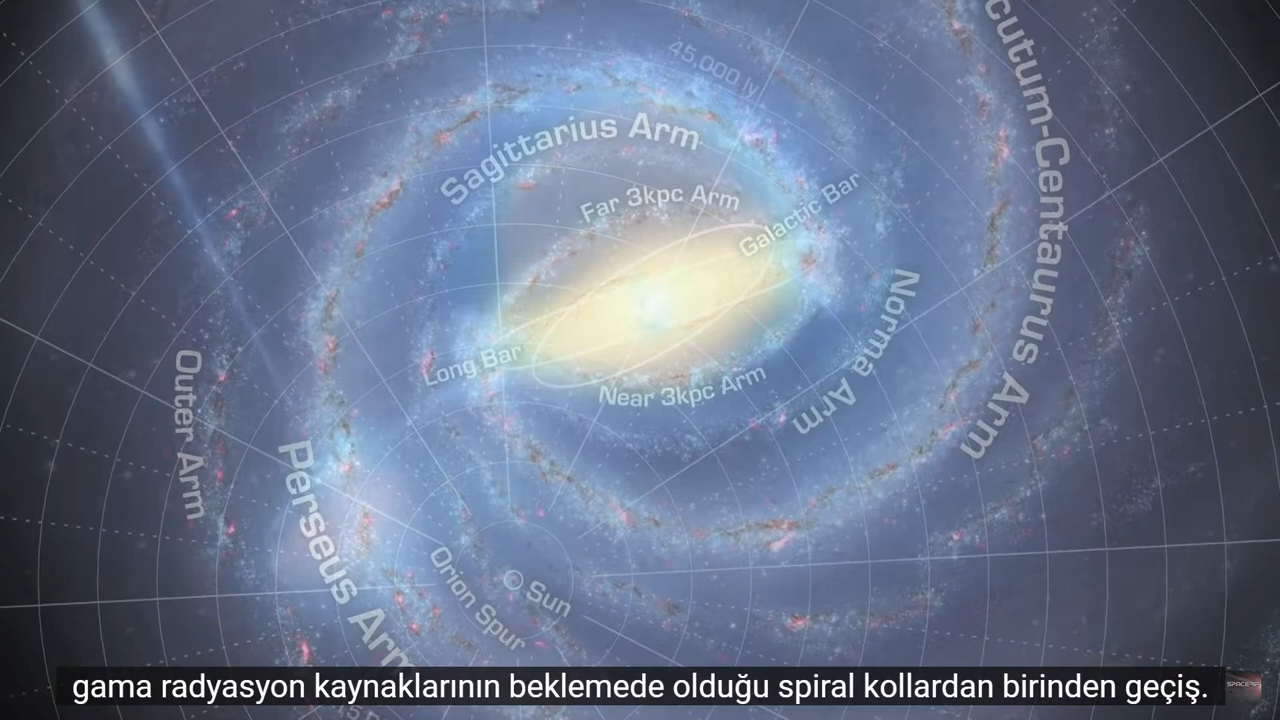 cutum-Centaurus Arm
45,000 ly
Sagittarius Arm
Far 3kpc Arm
Galactic Bar
Norma Arm
Long Bar
Near 3kpc Arm
Outer Arm
Perseus Arm
Orion Spur
Sun
gama radyasyon kaynaklarının beklemede olduğu spiral kollardan birinden geçiş.